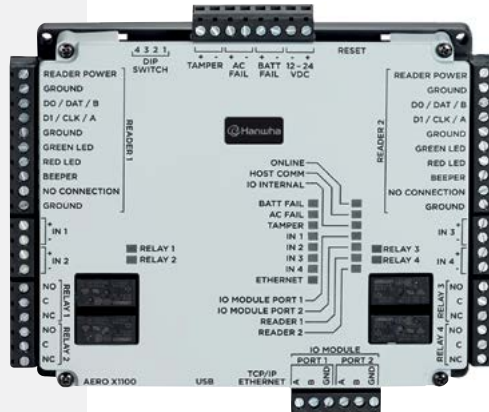 4 3 2 1
DIP
SWITCH
+ - + - + - + -
TAMPER
AC
FAIL
BATT
FAIL
12-24
VDC
RESET
READER POWER
GROUND
D0 / DAT / B
D1 / CLK / A
GROUND
GREEN LED
RED LED
BEEPER
NO CONNECTION
GROUND
READER 1
+
IN 1
-
+
IN 2
-
NO
C
NC
RELAY 1
NO
C
NC
RELAY 2
RELAY 1
RELAY 2
Hanwha
ONLINE
HOST COMM
IO INTERNAL
BATT FAIL
AC FAIL
TAMPER
IN 1
IN 2
IN 3
IN 4
ETHERNET
IO MODULE PORT 1
IO MODULE PORT 2
READER 1
READER 2
READER POWER
GROUND
D0 / DAT / B
D1 / CLK / A
GROUND
GREEN LED
RED LED
BEEPER
NO CONNECTION
GROUND
READER 2
+
IN 3
-
+
IN 4
-
RELAY 3
RELAY 4
NO
C
NC
RELAY 3
NO
C
NC
RELAY 4
AERO X1100
USB
TCP/IP
ETHERNET
IO MODULE
PORT 1 PORT 2
A B GND A B GND